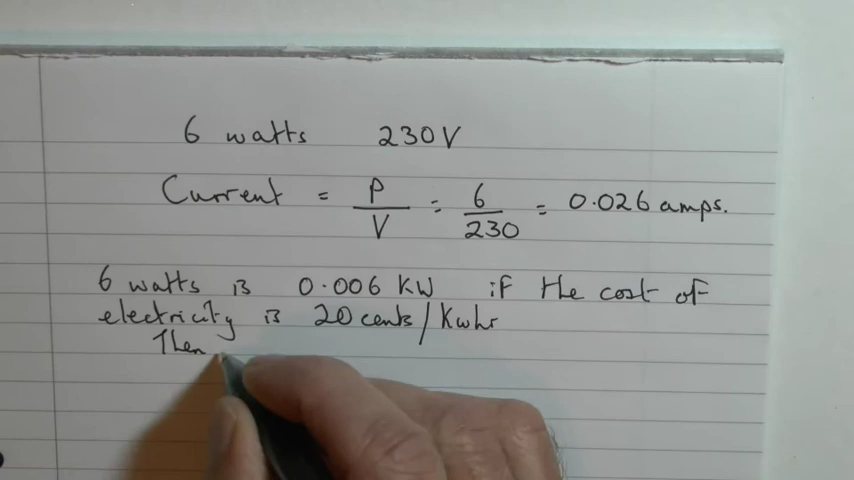 6 watts 230V
Current = P/V = 6/230 = 0.026 amps.
6 watts is 0.006 KW if the cost of
electricity is 20 cents/Kwhr
Then